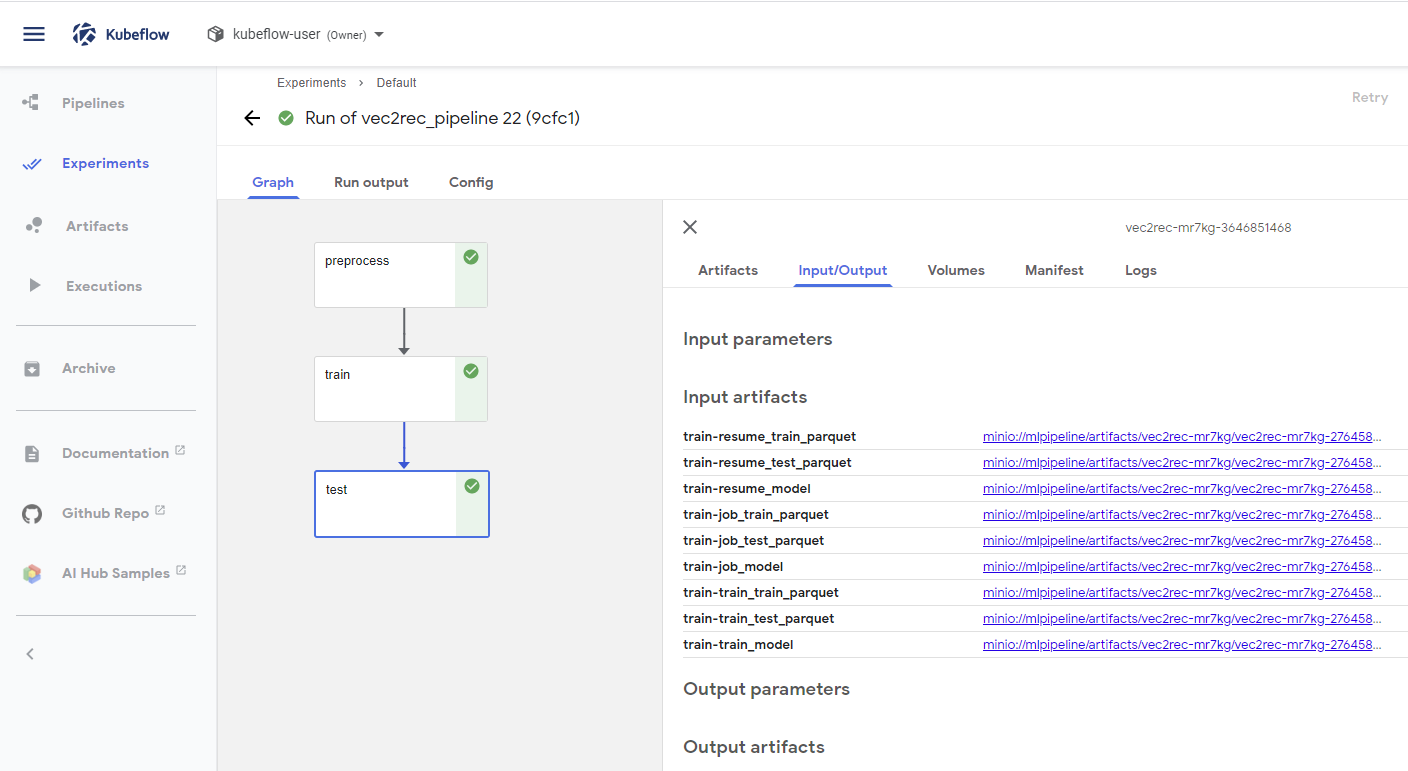 Kubeflow
kubeflow-user (Owner)
Pipelines
Experiments
Artifacts
Executions
Archive
Documentation
Github Repo
AI Hub Samples
Experiments > Default
Retry
Run of vec2rec_pipeline 22 (9cfc1)
Graph Run output Config
preprocess
train
test
vec2rec-mr7kg-3646851468
Artifacts Input/Output Volumes Manifest Logs
Input parameters
Input artifacts
train-resume_train_parquet minio://mlpipeline/artifacts/vec2rec-mr7kg/vec2rec-mr7kg-276458...
train-resume_test_parquet minio://mlpipeline/artifacts/vec2rec-mr7kg/vec2rec-mr7kg-276458...
train-resume_model minio://mlpipeline/artifacts/vec2rec-mr7kg/vec2rec-mr7kg-276458...
train-job_train_parquet minio://mlpipeline/artifacts/vec2rec-mr7kg/vec2rec-mr7kg-276458...
train-job_test_parquet minio://mlpipeline/artifacts/vec2rec-mr7kg/vec2rec-mr7kg-276458...
train-job_model minio://mlpipeline/artifacts/vec2rec-mr7kg/vec2rec-mr7kg-276458...
train-train_train_parquet minio://mlpipeline/artifacts/vec2rec-mr7kg/vec2rec-mr7kg-276458...
train-train_test_parquet minio://mlpipeline/artifacts/vec2rec-mr7kg/vec2rec-mr7kg-276458...
train-train_model minio://mlpipeline/artifacts/vec2rec-mr7kg/vec2rec-mr7kg-276458...
Output parameters
Output artifacts